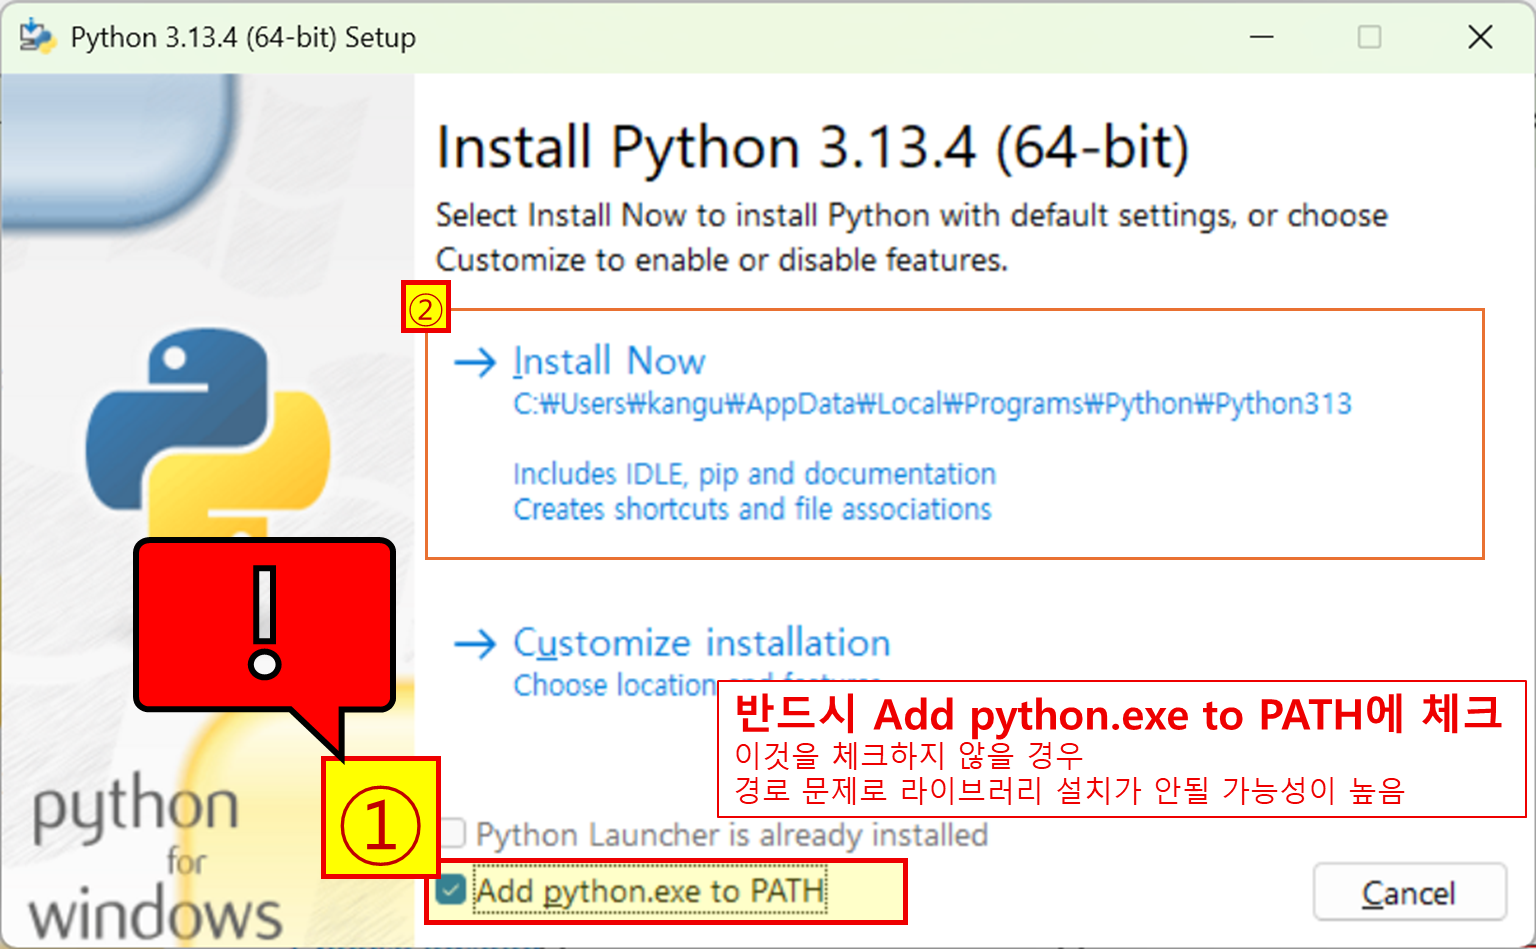 Python 3.13.4 (64-bit) Setup
Install Python 3.13.4 (64-bit)
Select Install Now to install Python with default settings, or choose
Customize to enable or disable features.
②
Install Now
C:₩Users₩kangu₩AppData₩Local₩Programs₩Python₩Python313
Includes IDLE, pip and documentation
Creates shortcuts and file associations
!
Customize installation
Choose location and features
반드시 Add python.exe to PATH에 체크
이것을 체크하지 않을 경우
경로 문제로 라이브러리 설치가 안될 가능성이 높음
①
Python Launcher is already installed
Add python.exe to PATH
Cancel
python
for
windows